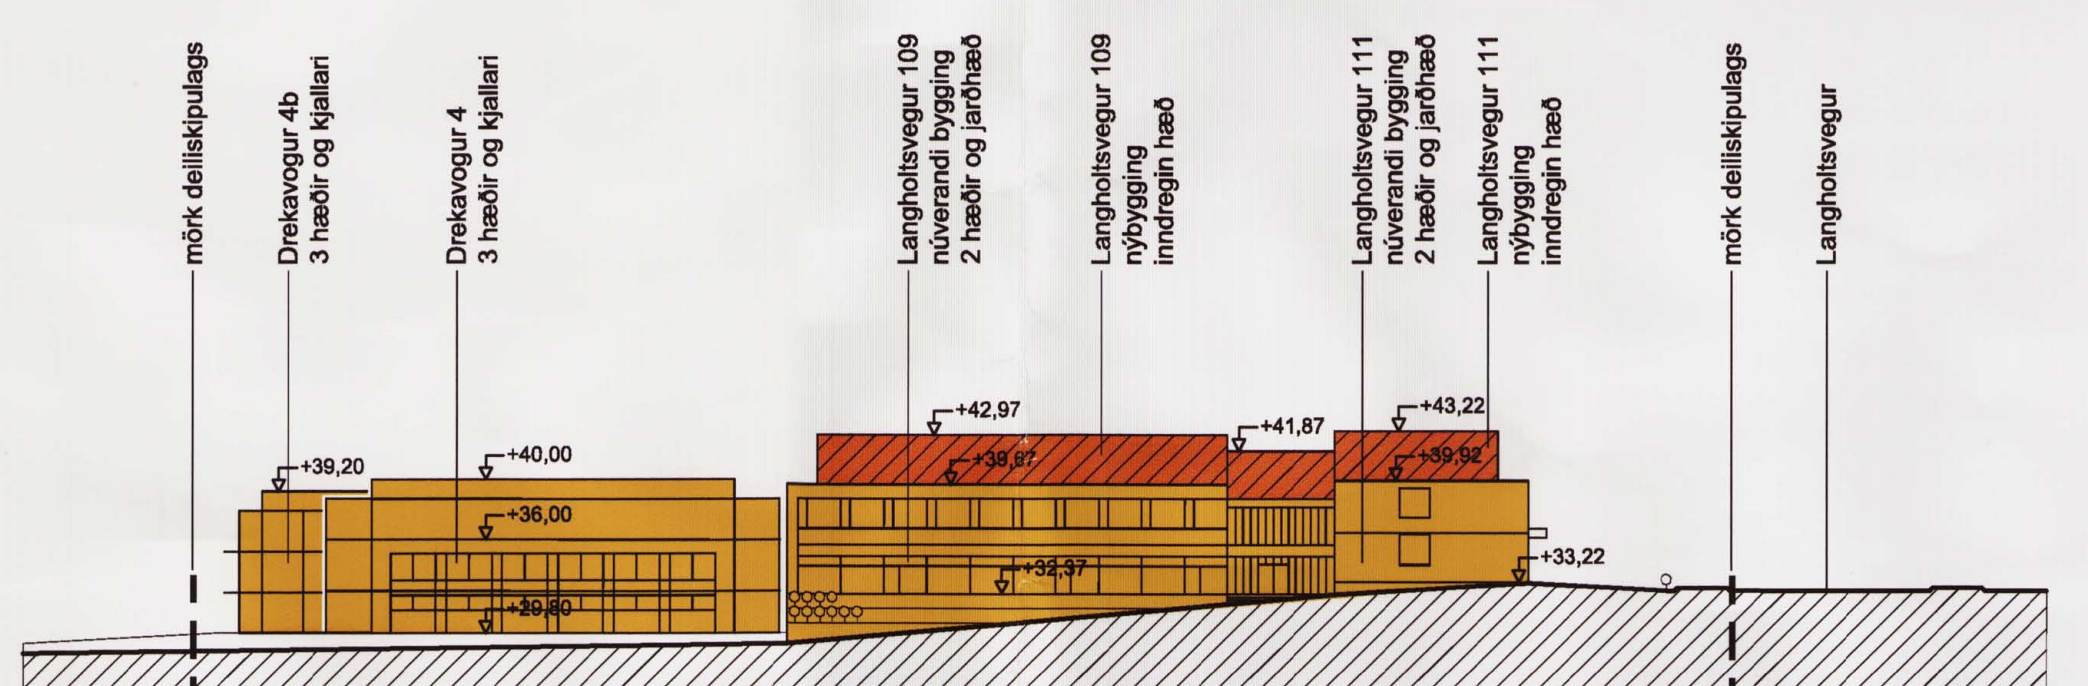 mörk deiliskipulags
Drekavogur 4b
3 hæðir og kjallari
Drekavogur 4
3 hæðir og kjallari
Langholtsvegur 109
núverandi bygging
2 hæðir og jarðhæð
Langholtsvegur 109
nýbygging
inndregin hæð
Langholtsvegur 111
núverandi bygging
2 hæðir og jarðhæð
Langholtsvegur 111
nýbygging
inndregin hæð
mörk deiliskipulags
Langholtsvegur
+42,97
+43,22
+41,87
+40,00
+39,20
+39,67
+39,92
+36,00
+33,22
+32,37
+29,80